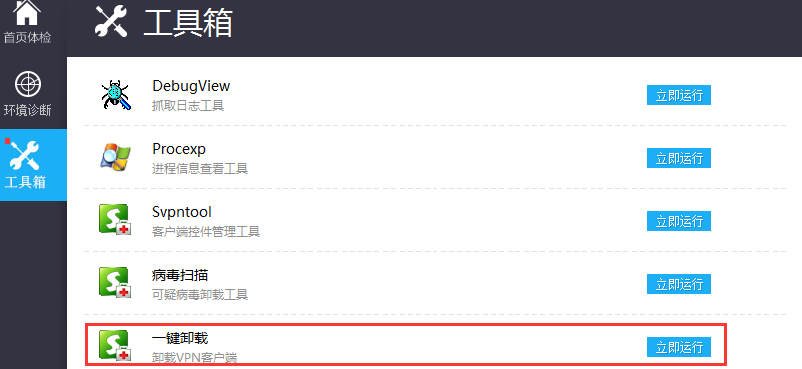 首页体检
环境诊断
工具箱
工具箱
DebugView
抓取日志工具
立即运行
Procexp
进程信息查看工具
立即运行
Svpntool
客户端控件管理工具
立即运行
病毒扫描
可疑病毒卸载工具
立即运行
一键卸载
卸载VPN客户端
立即运行